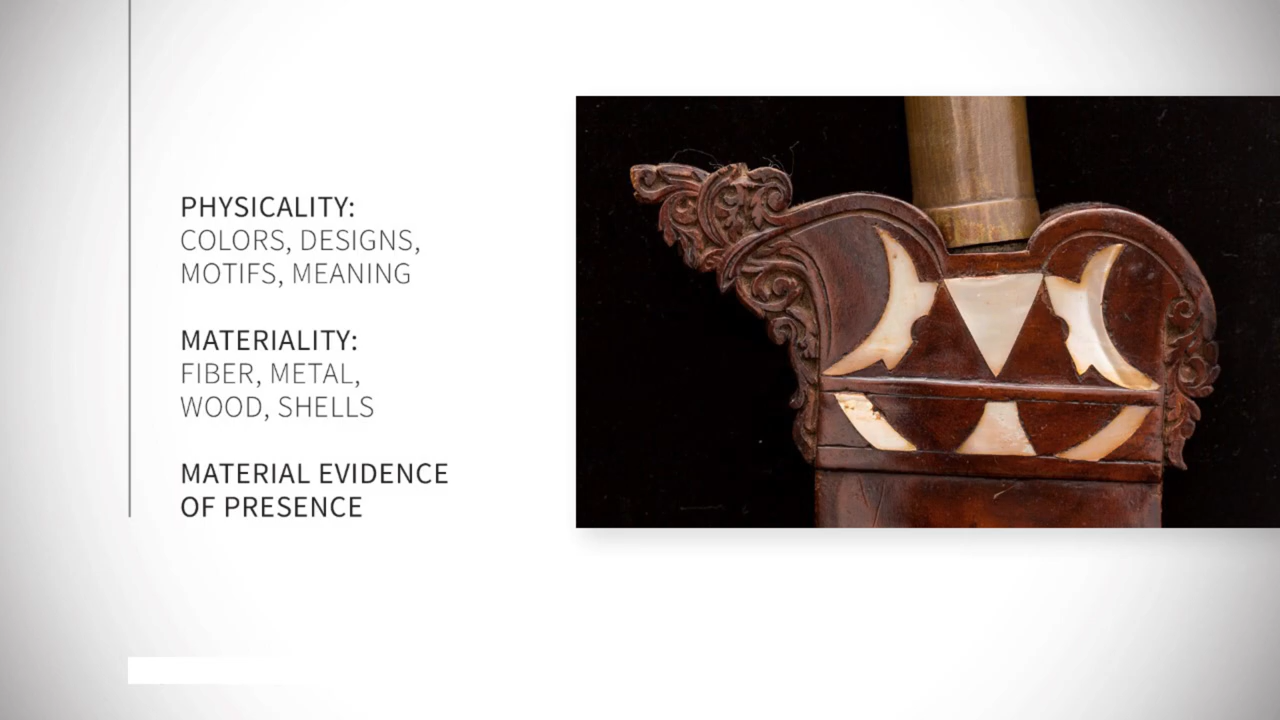 PHYSICALITY:
COLORS, DESIGNS,
MOTIFS, MEANING
MATERIALITY:
FIBER, METAL,
WOOD, SHELLS
MATERIAL EVIDENCE
OF PRESENCE